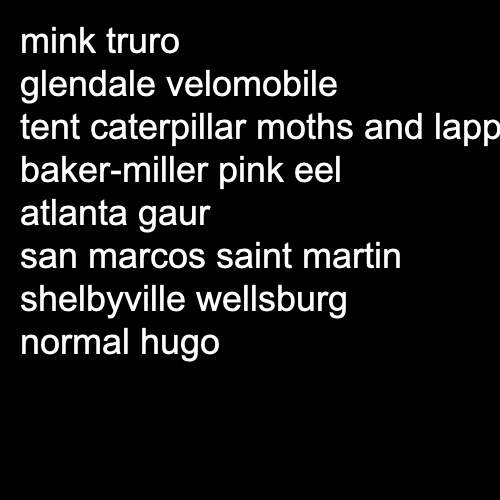 mink truro
glendale velomobile
tent caterpillar moths and lapp
baker-miller pink eel
atlanta gaur
san marcos saint martin
shelbyville wellsburg
normal hugo